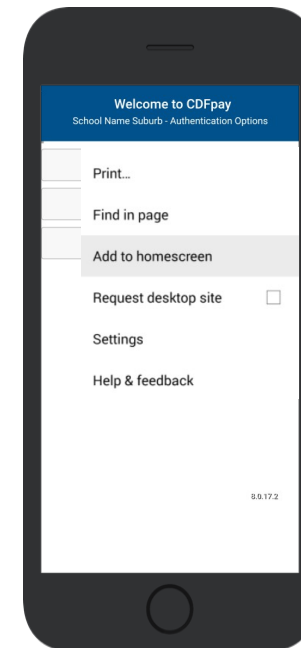 Welcome to CDFpay
School Name Suburb - Authentication Options
Print...
Find in page
Add to homescreen
Request desktop site
Settings
Help & feedback
8.0.17.2